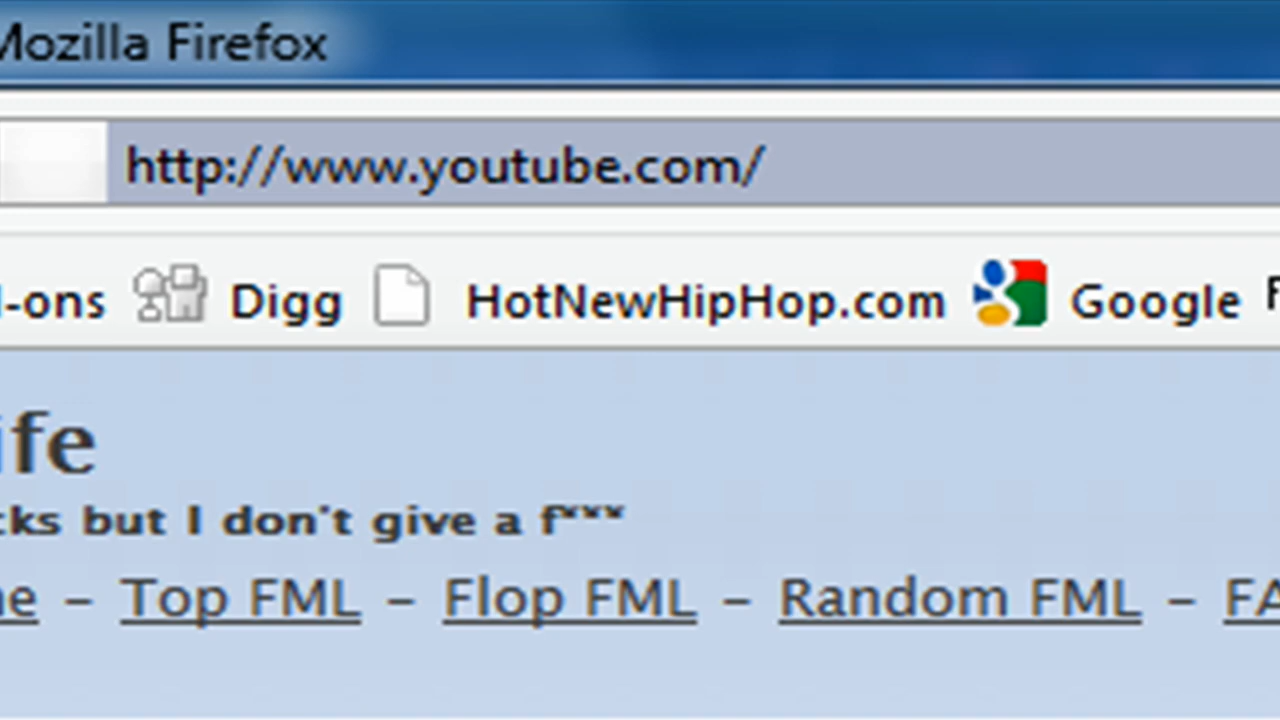 Mozilla Firefox
http://www.youtube.com/
-ons Digg HotNewHipHop.com Google F
ife
cks but I don't give a f***
e – Top FML – Flop FML – Random FML – FA